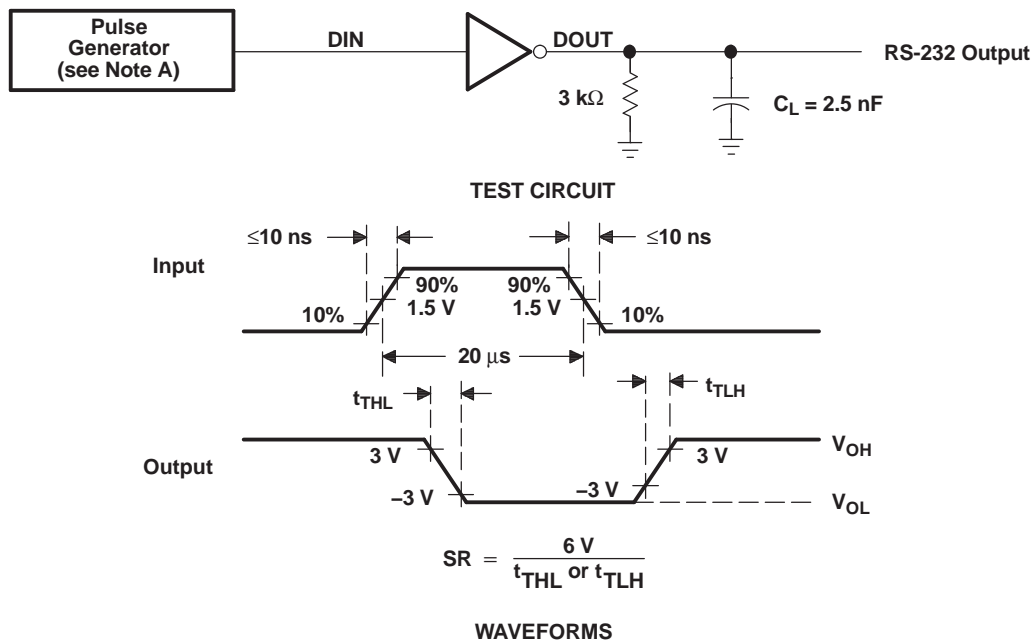 Pulse
Generator
(see Note A)
DIN
DOUT
RS-232 Output
3 kΩ
C_L = 2.5 nF
TEST CIRCUIT
≤10 ns
≤10 ns
Input
90%
90%
1.5 V
1.5 V
10%
10%
20 μs
t_THL
t_TLH
Output
3 V
3 V
V_OH
–3 V
–3 V
V_OL
SR = 6 V / t_THL or t_TLH
WAVEFORMS